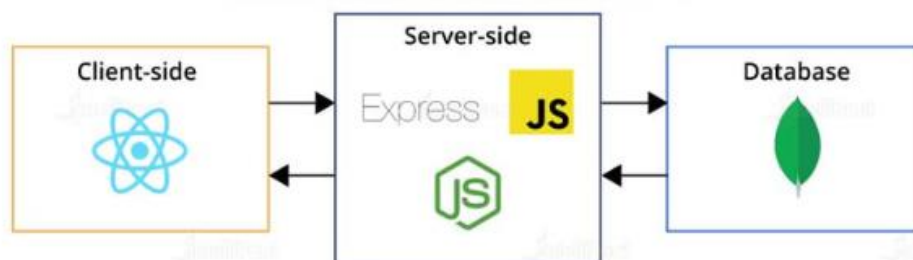 Server-side
Client-side
Database
Express
JS
JS